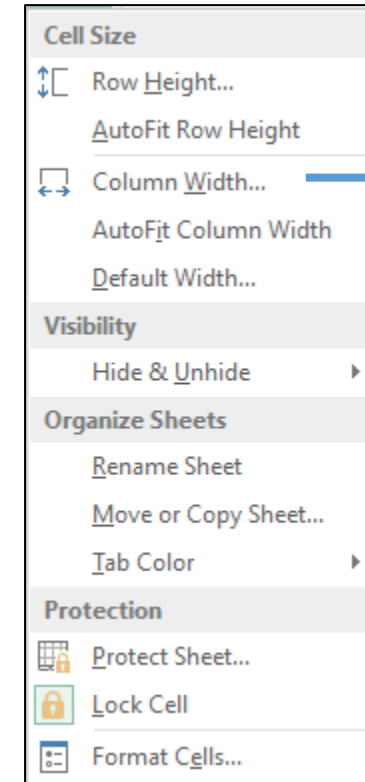 Cell Size
Row Height...
AutoFit Row Height
Column Width...
AutoFit Column Width
Default Width...
Visibility
Hide & Unhide
Organize Sheets
Rename Sheet
Move or Copy Sheet...
Tab Color
Protection
Protect Sheet...
Lock Cell
Format Cells...